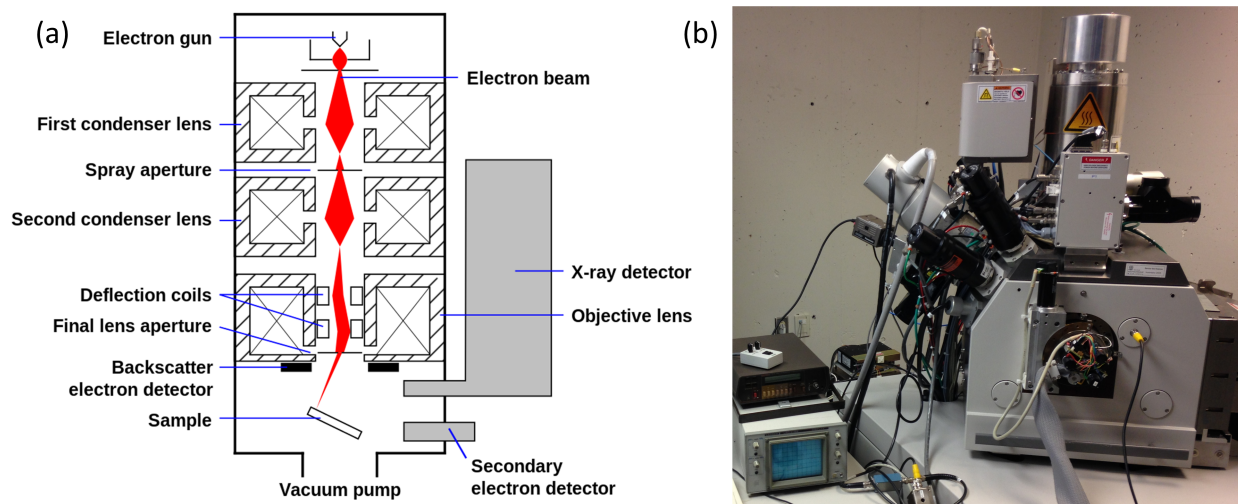 (a)
Electron gun
Electron beam
First condenser lens
Spray aperture
Second condenser lens
X-ray detector
Deflection coils
Final lens aperture
Objective lens
Backscatter
electron detector
Sample
Secondary
electron detector
Vacuum pump
(b)